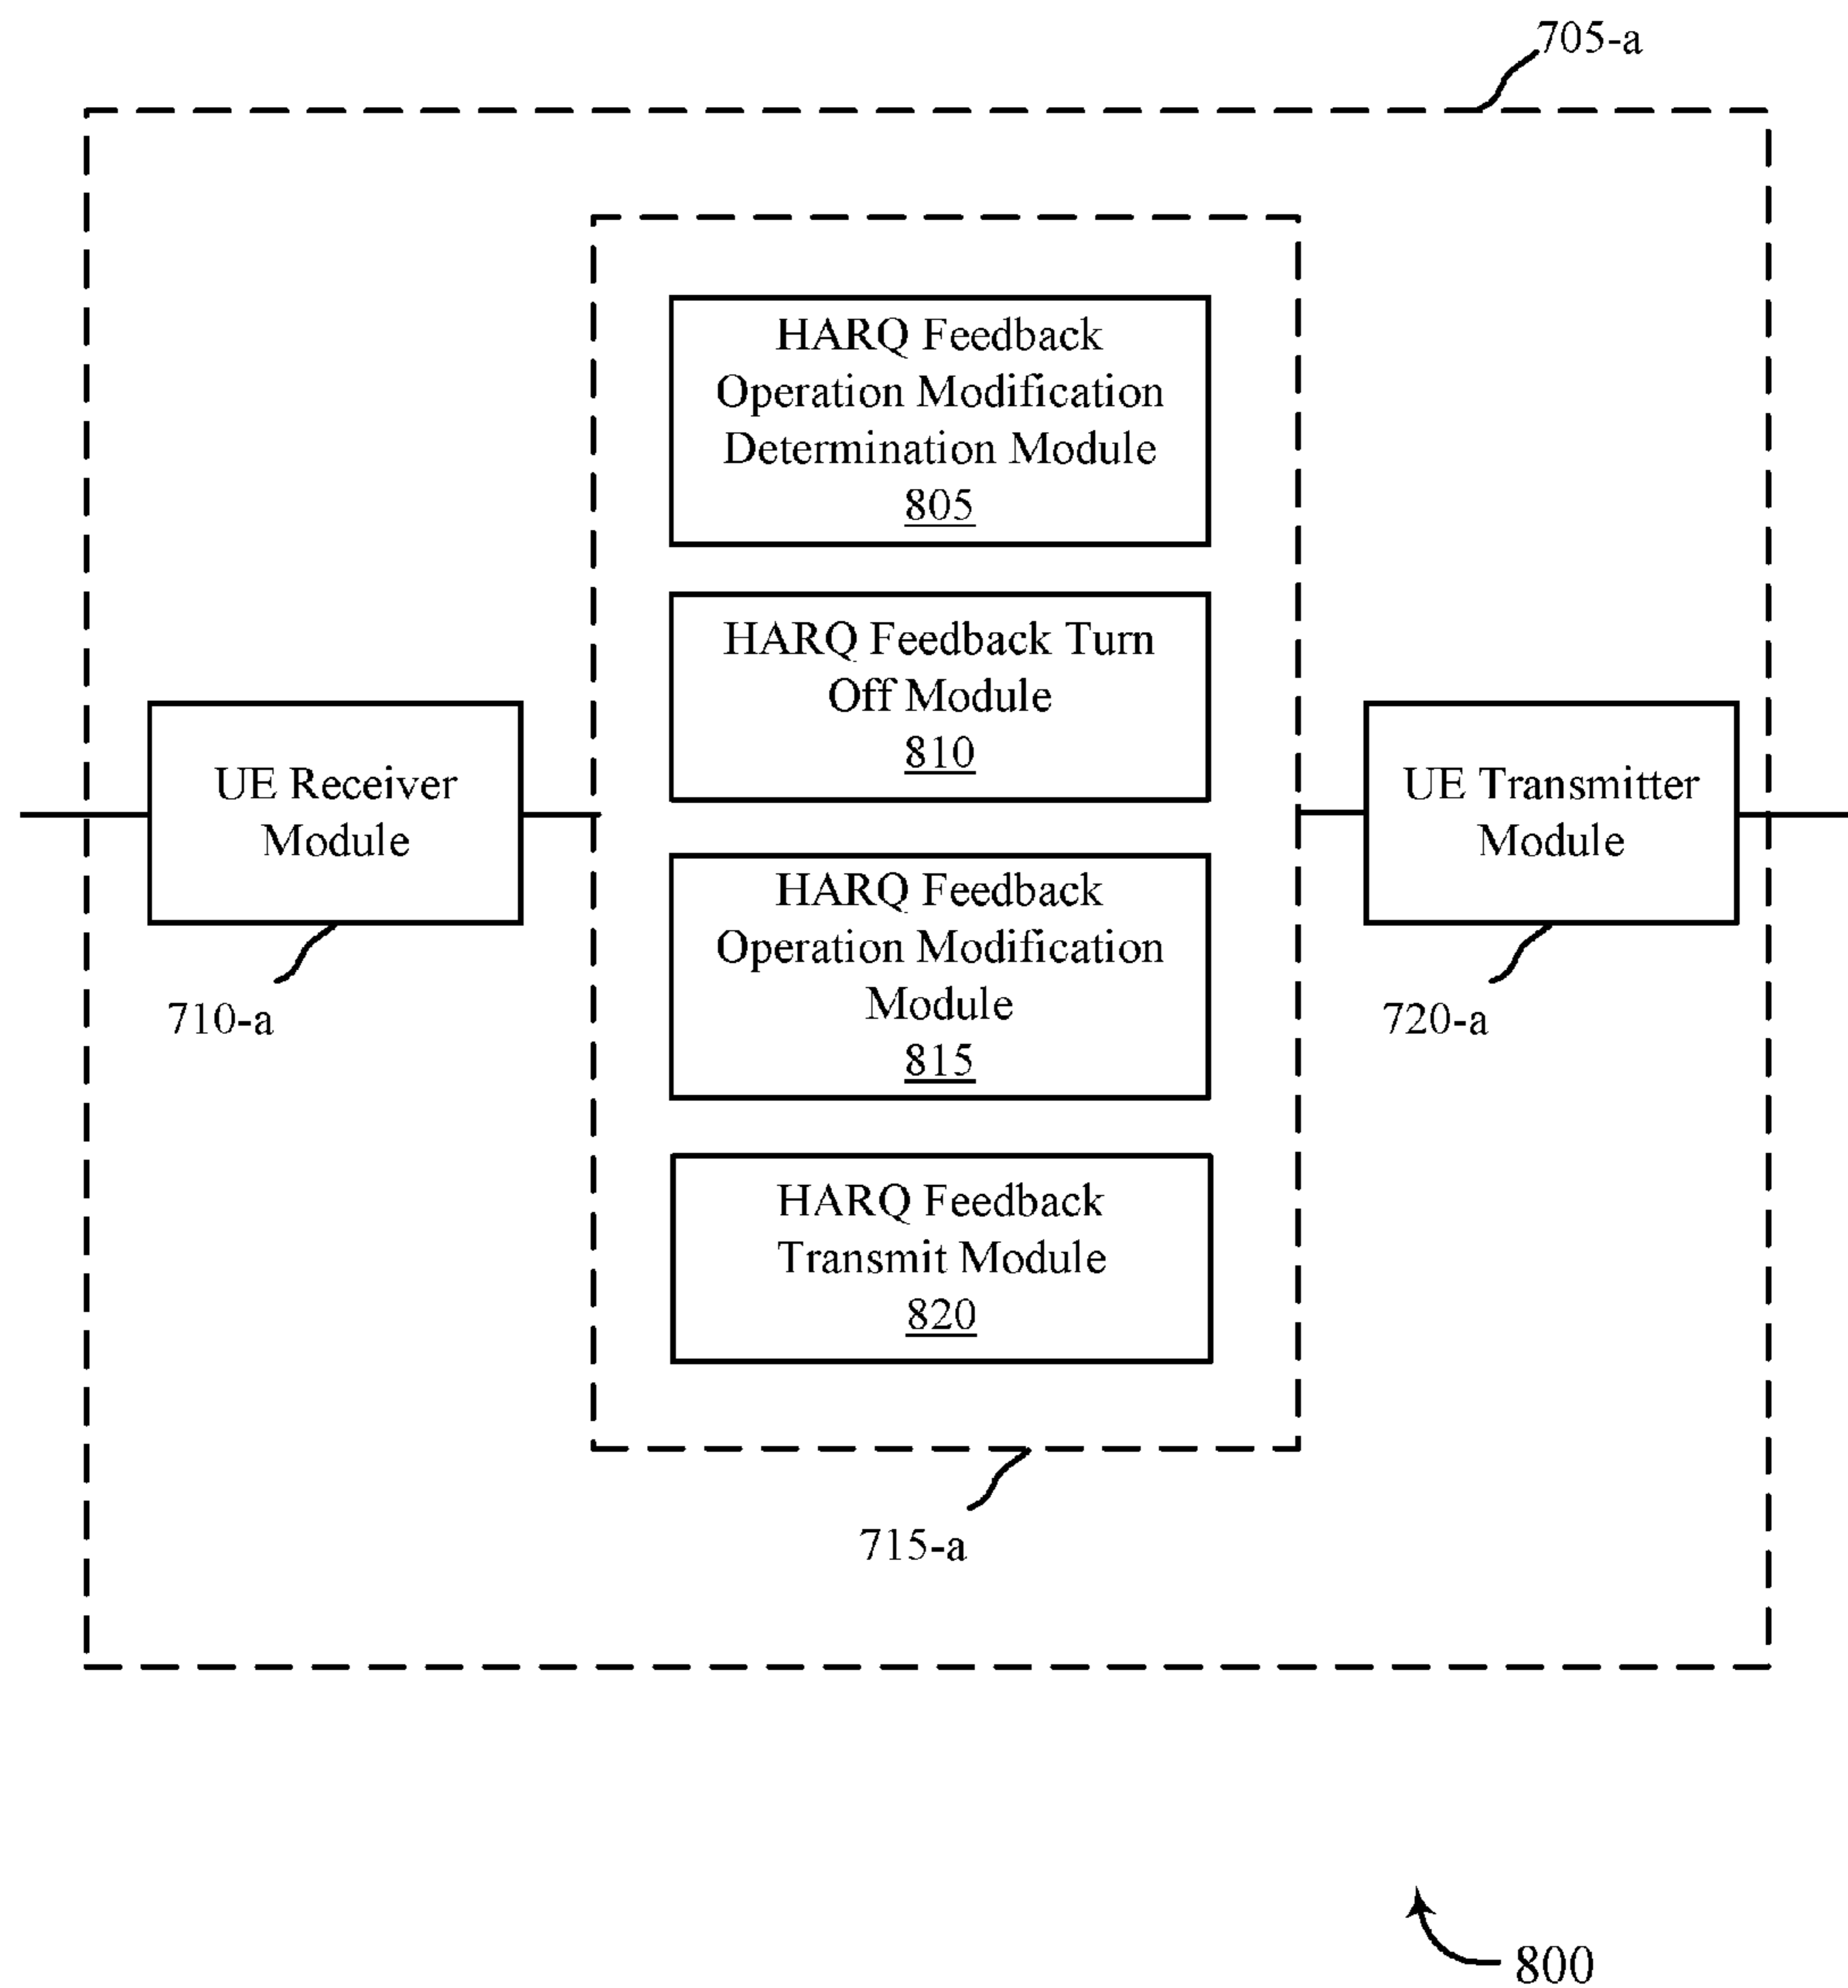 705-a
HARQ Feedback
Operation Modification
Determination Module
805
HARQ Feedback Turn
Off Module
810
UE Receiver
Module
710-a
HARQ Feedback
Operation Modification
Module
815
UE Transmitter
Module
720-a
HARQ Feedback
Transmit Module
820
715-a
800